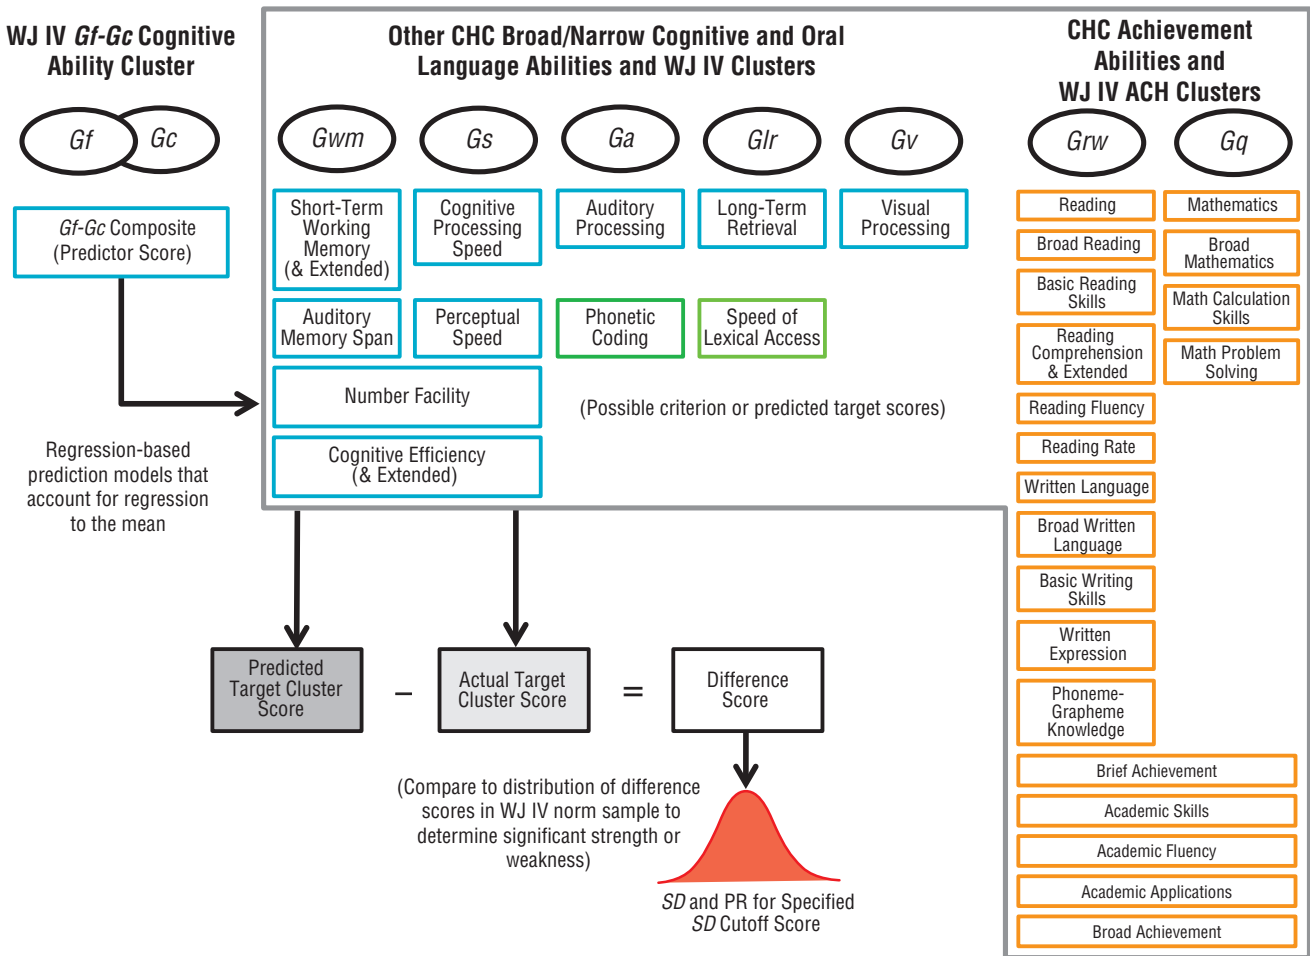 WJ IV Gf-Gc Cognitive
Ability Cluster
Gf
Gc
Gf-Gc Composite
(Predictor Score)
Regression-based
prediction models that
account for regression
to the mean
Other CHC Broad/Narrow Cognitive and Oral
Language Abilities and WJ IV Clusters
Gwm
Gs
Ga
Glr
Gv
Short-Term
Working
Memory
(& Extended)
Cognitive
Processing
Speed
Auditory
Processing
Long-Term
Retrieval
Visual
Processing
Auditory
Memory Span
Perceptual
Speed
Phonetic
Coding
Speed of
Lexical Access
Number Facility
(Possible criterion or predicted target scores)
Cognitive Efficiency
(& Extended)
CHC Achievement
Abilities and
WJ IV ACH Clusters
Grw
Gq
Reading
Broad Reading
Basic Reading
Skills
Reading
Comprehension
& Extended
Reading Fluency
Reading Rate
Written Language
Broad Written
Language
Basic Writing
Skills
Written
Expression
Phoneme-
Grapheme
Knowledge
Mathematics
Broad
Mathematics
Math Calculation
Skills
Math Problem
Solving
Brief Achievement
Academic Skills
Academic Fluency
Academic Applications
Broad Achievement
Predicted
Target Cluster
Score
–
Actual Target
Cluster Score
=
Difference
Score
(Compare to distribution of difference
scores in WJ IV norm sample to
determine significant strength or
weakness)
SD and PR for Specified
SD Cutoff Score